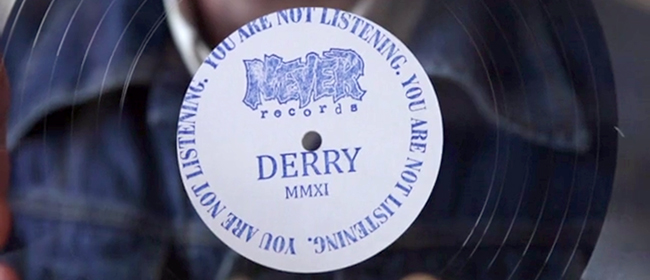 YOU ARE NOT LISTENING. YOU ARE NOT LISTENING. YOU ARE NOT LISTENING.
NEVER
records
DERRY
MMXI